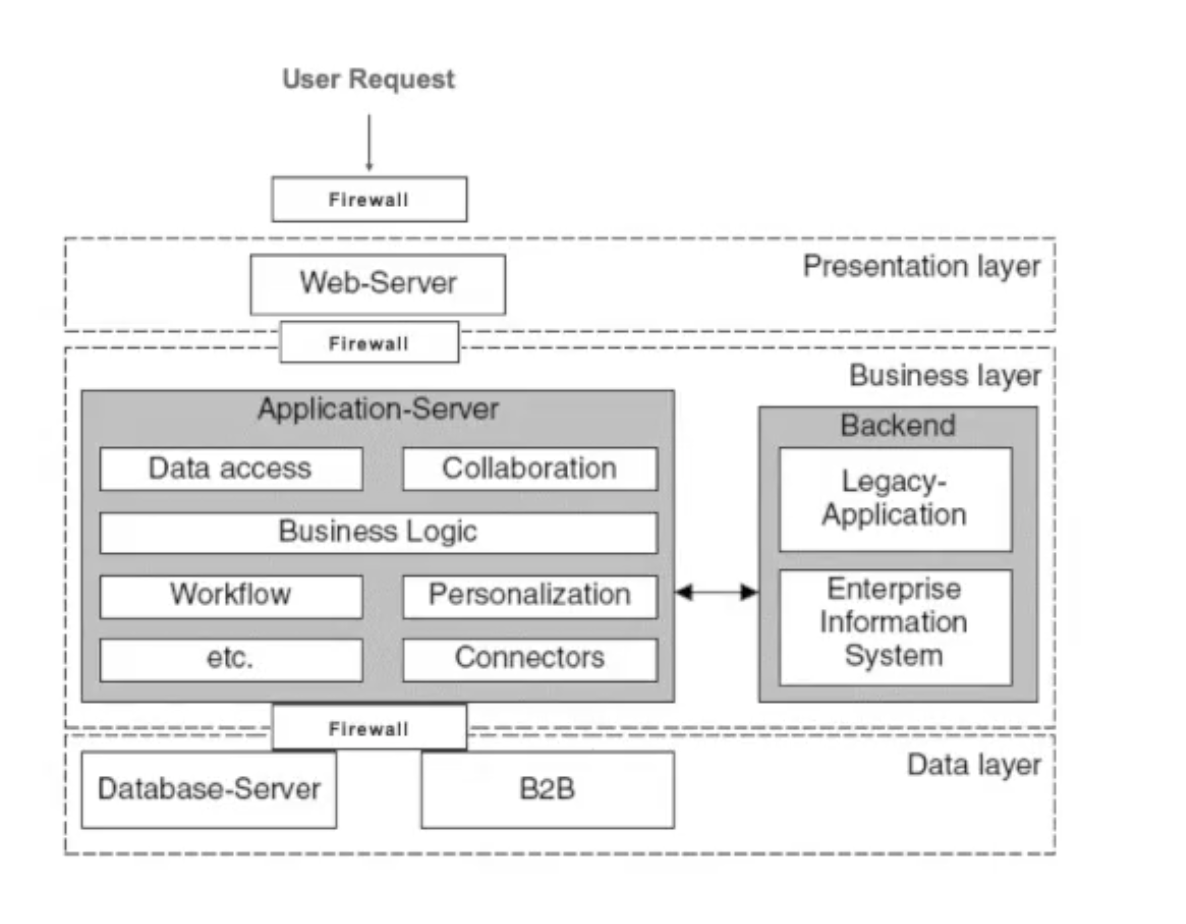 User Request
Firewall
Presentation layer
Web-Server
Firewall
Business layer
Application-Server
Data access
Collaboration
Business Logic
Workflow
Personalization
etc.
Connectors
Backend
Legacy-
Application
Enterprise
Information
System
Firewall
Data layer
Database-Server
B2B